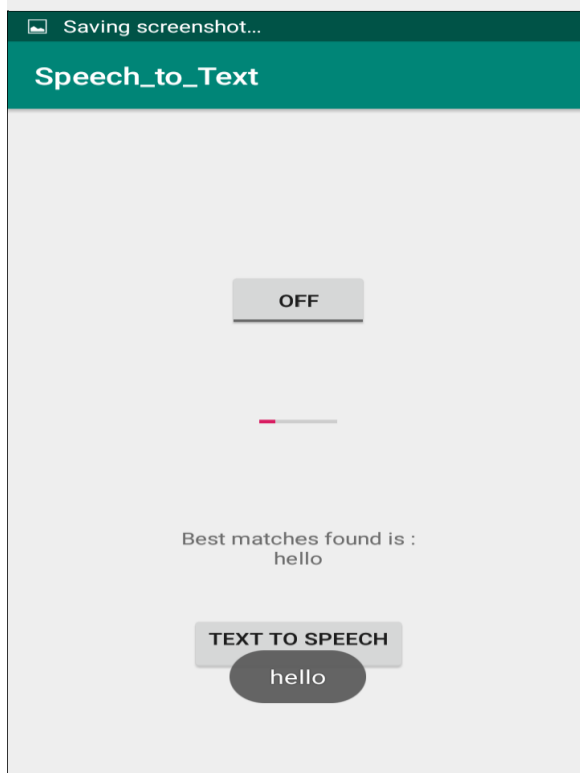 Saving screenshot...
Speech_to_Text
OFF
Best matches found is :
hello
TEXT TO SPEECH
hello